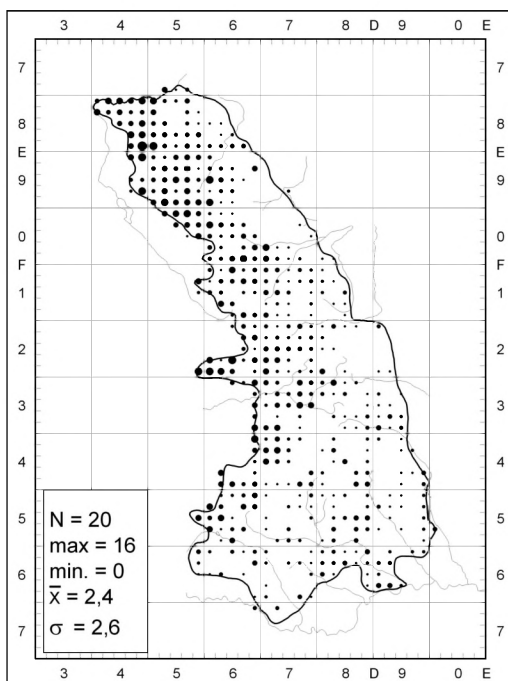 3 4 5 6 7 8 D 9 0 E
7 7
8 8
E E
9 9
0 0
F F
1 1
2 2
3 3
4 4
5 5
6 6
7 7
N = 20
max = 16
min. = 0
x̅ = 2,4
σ = 2,6
3 4 5 6 7 8 D 9 0 E